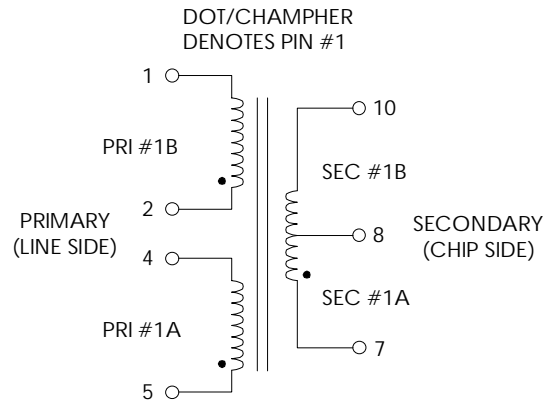 DOT/CHAMPHER
DENOTES PIN #1
1
10
PRI #1B
SEC #1B
2
PRIMARY
(LINE SIDE)
8
SECONDARY
(CHIP SIDE)
4
SEC #1A
PRI #1A
7
5